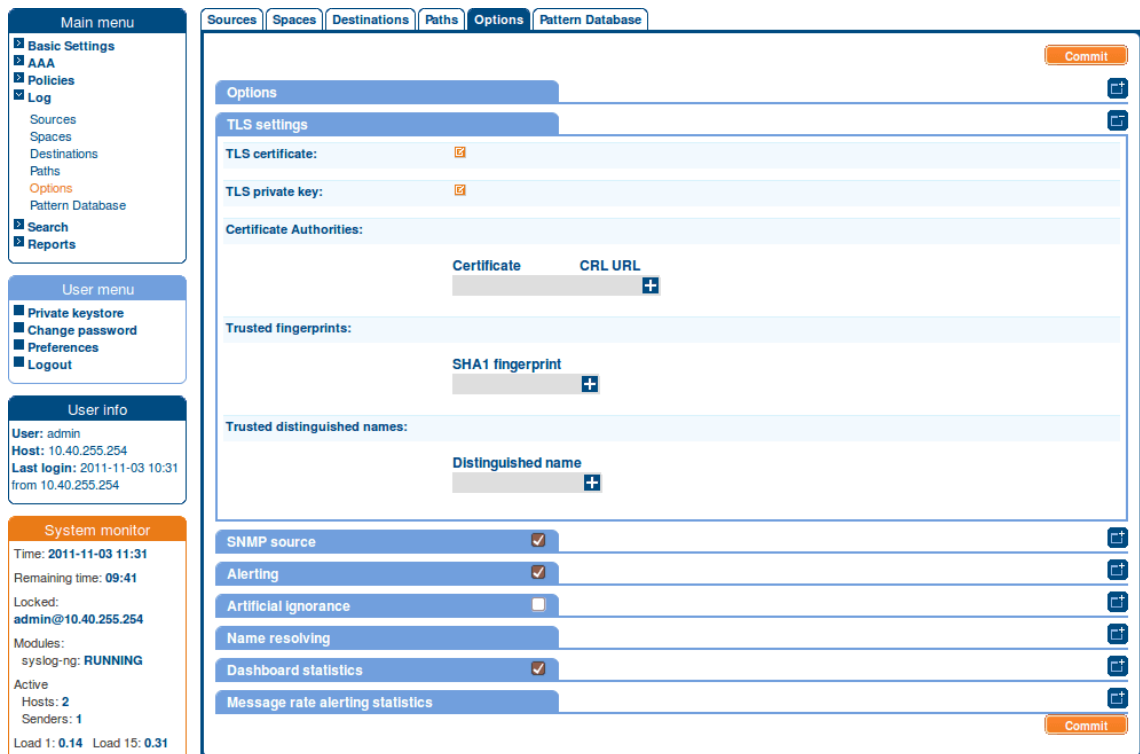 Main menu
Basic Settings
AAA
Policies
Log
Sources
Spaces
Destinations
Paths
Options
Pattern Database
Search
Reports
User menu
Private keystore
Change password
Preferences
Logout
User info
User: admin
Host: 10.40.255.254
Last login: 2011-11-03 10:31
from 10.40.255.254
System monitor
Time: 2011-11-03 11:31
Remaining time: 09:41
Locked:
admin@10.40.255.254
Modules:
syslog-ng: RUNNING
Active
Hosts: 2
Senders: 1
Load 1: 0.14 Load 15: 0.31
Sources Spaces Destinations Paths Options Pattern Database
Commit
Options
TLS settings
TLS certificate:
TLS private key:
Certificate Authorities:
Certificate CRL URL
Trusted fingerprints:
SHA1 fingerprint
Trusted distinguished names:
Distinguished name
SNMP source
Alerting
Artificial ignorance
Name resolving
Dashboard statistics
Message rate alerting statistics
Commit